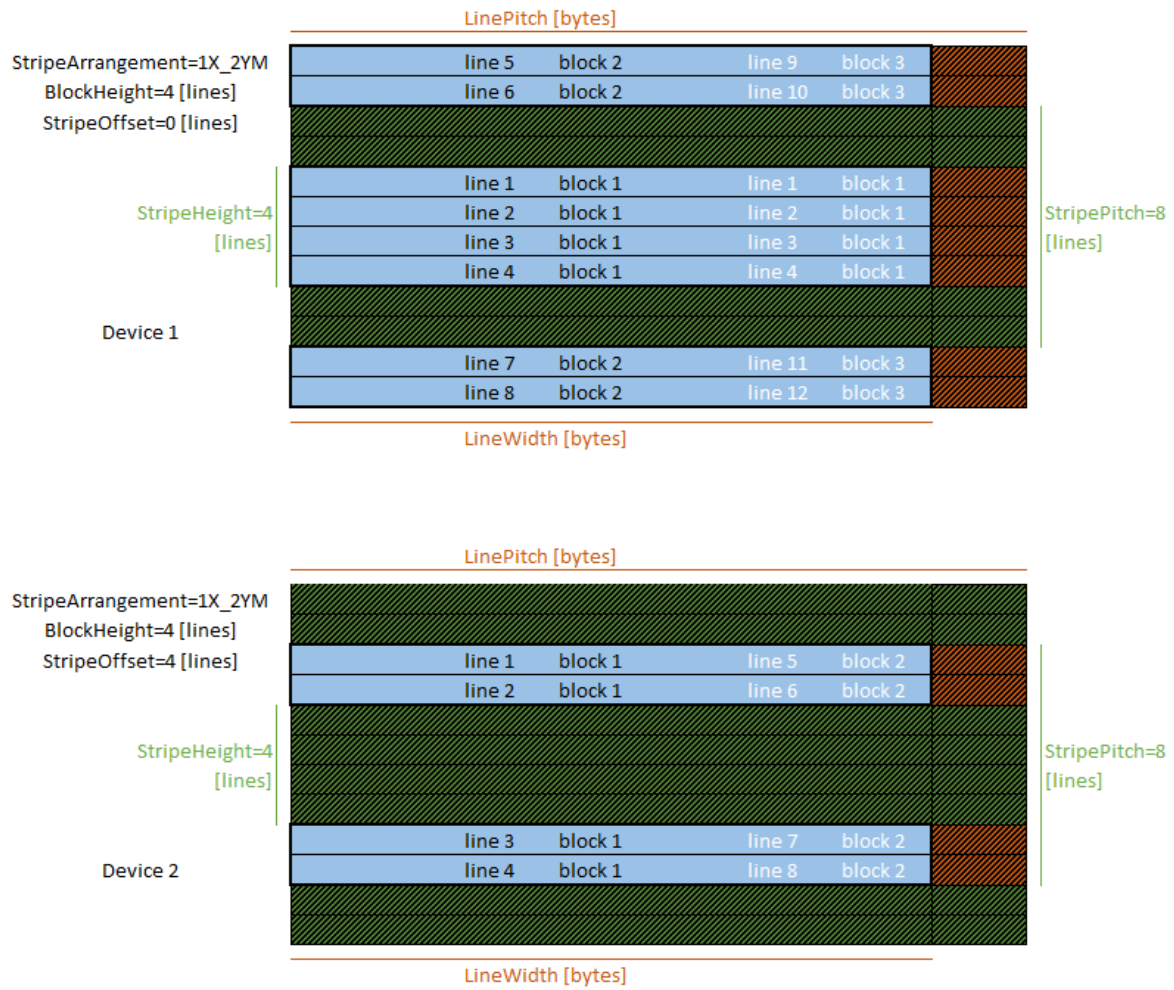 LinePitch [bytes]
StripeArrangement=1X_2YM
BlockHeight=4 [lines]
StripeOffset=0 [lines]
line 5 block 2 line 9 block 3
line 6 block 2 line 10 block 3
StripeHeight=4
[lines]
line 1 block 1 line 1 block 1
line 2 block 1 line 2 block 1
line 3 block 1 line 3 block 1
line 4 block 1 line 4 block 1
StripePitch=8
[lines]
Device 1
line 7 block 2 line 11 block 3
line 8 block 2 line 12 block 3
LineWidth [bytes]
LinePitch [bytes]
StripeArrangement=1X_2YM
BlockHeight=4 [lines]
StripeOffset=4 [lines]
line 1 block 1 line 5 block 2
line 2 block 1 line 6 block 2
StripeHeight=4
[lines]
StripePitch=8
[lines]
Device 2
line 3 block 1 line 7 block 2
line 4 block 1 line 8 block 2
LineWidth [bytes]